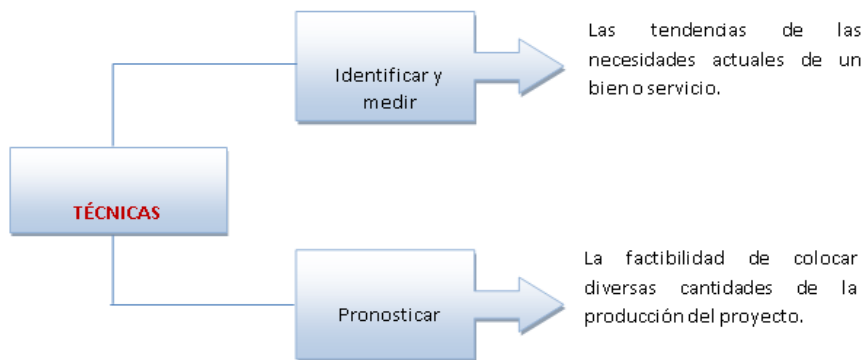 Las tendencias de las
necesidades actuales de un
bien o servicio.
Identificar y
medir
TÉCNICAS
La factibilidad de colocar
diversas cantidades de la
producción del proyecto.
Pronosticar